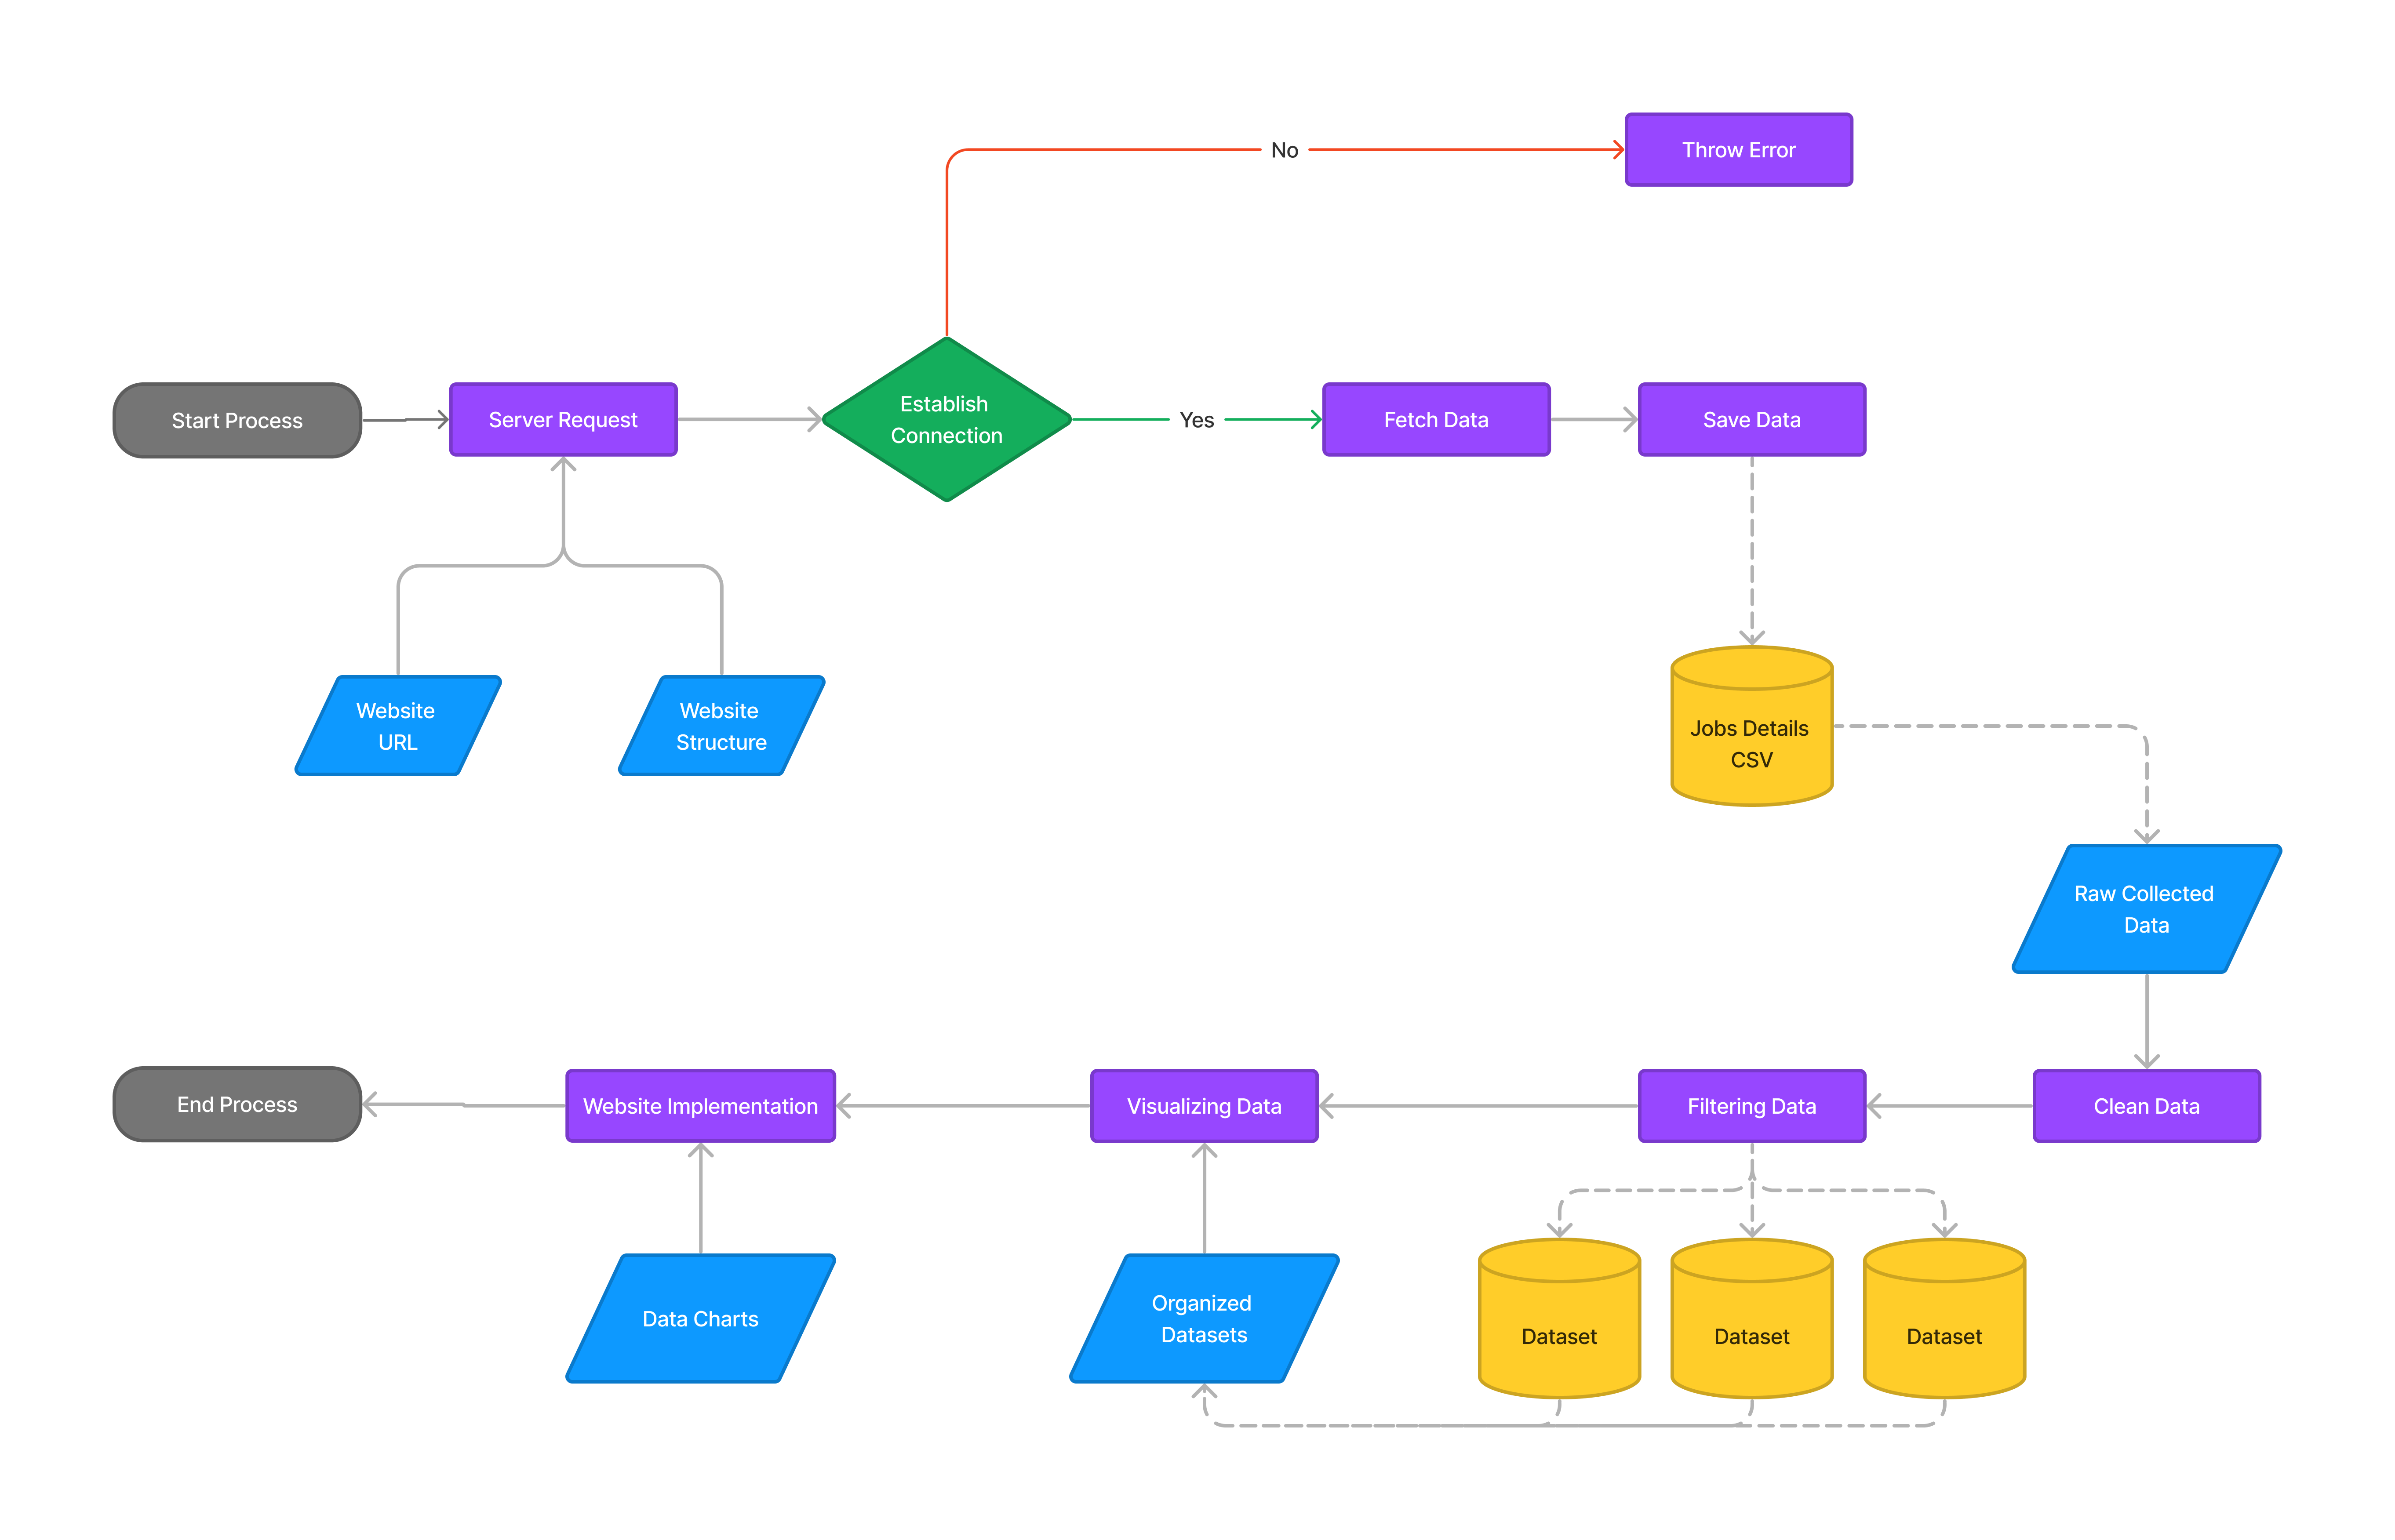 No
Throw Error
Start Process
Server Request
Establish
Connection
Yes
Fetch Data
Save Data
Website
URL
Website
Structure
Jobs Details
CSV
Raw Collected
Data
End Process
Website Implementation
Visualizing Data
Filtering Data
Clean Data
Data Charts
Organized
Datasets
Dataset
Dataset
Dataset